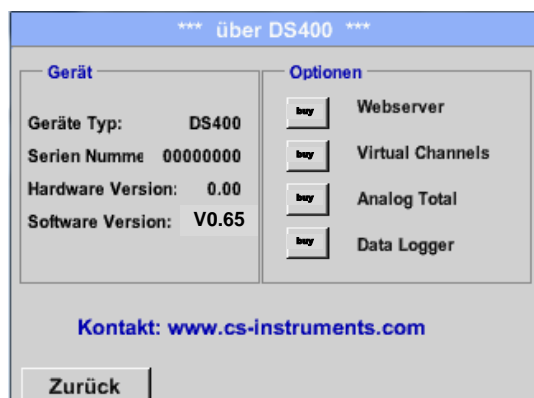 *** über DS400 ***
Gerät
Geräte Typ: DS400
Serien Numme 00000000
Hardware Version: 0.00
Software Version: V0.65
Optionen
buy Webserver
buy Virtual Channels
buy Analog Total
buy Data Logger
Kontakt: www.cs-instruments.com
Zurück